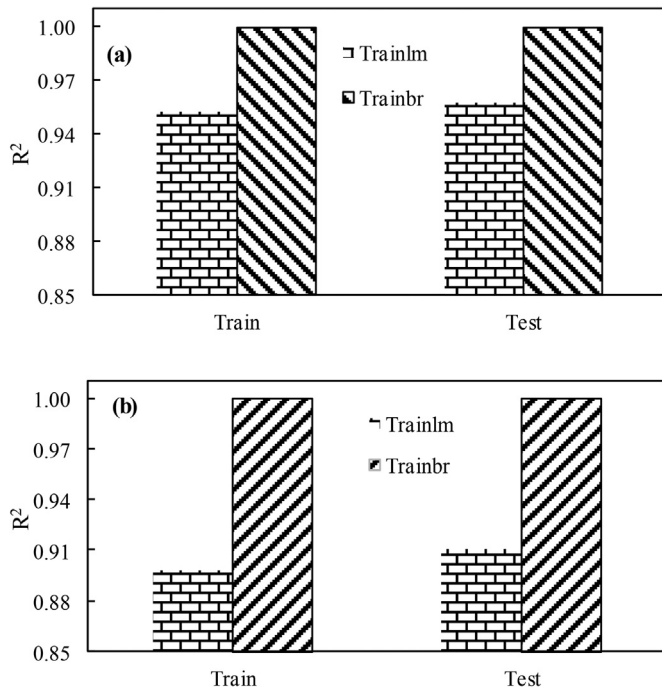 (a)
R²
1.00
0.97
0.94
0.91
0.88
0.85
Trainlm
Trainbr
Train Test
(b)
R²
1.00
0.97
0.94
0.91
0.88
0.85
Trainlm
Trainbr
Train Test